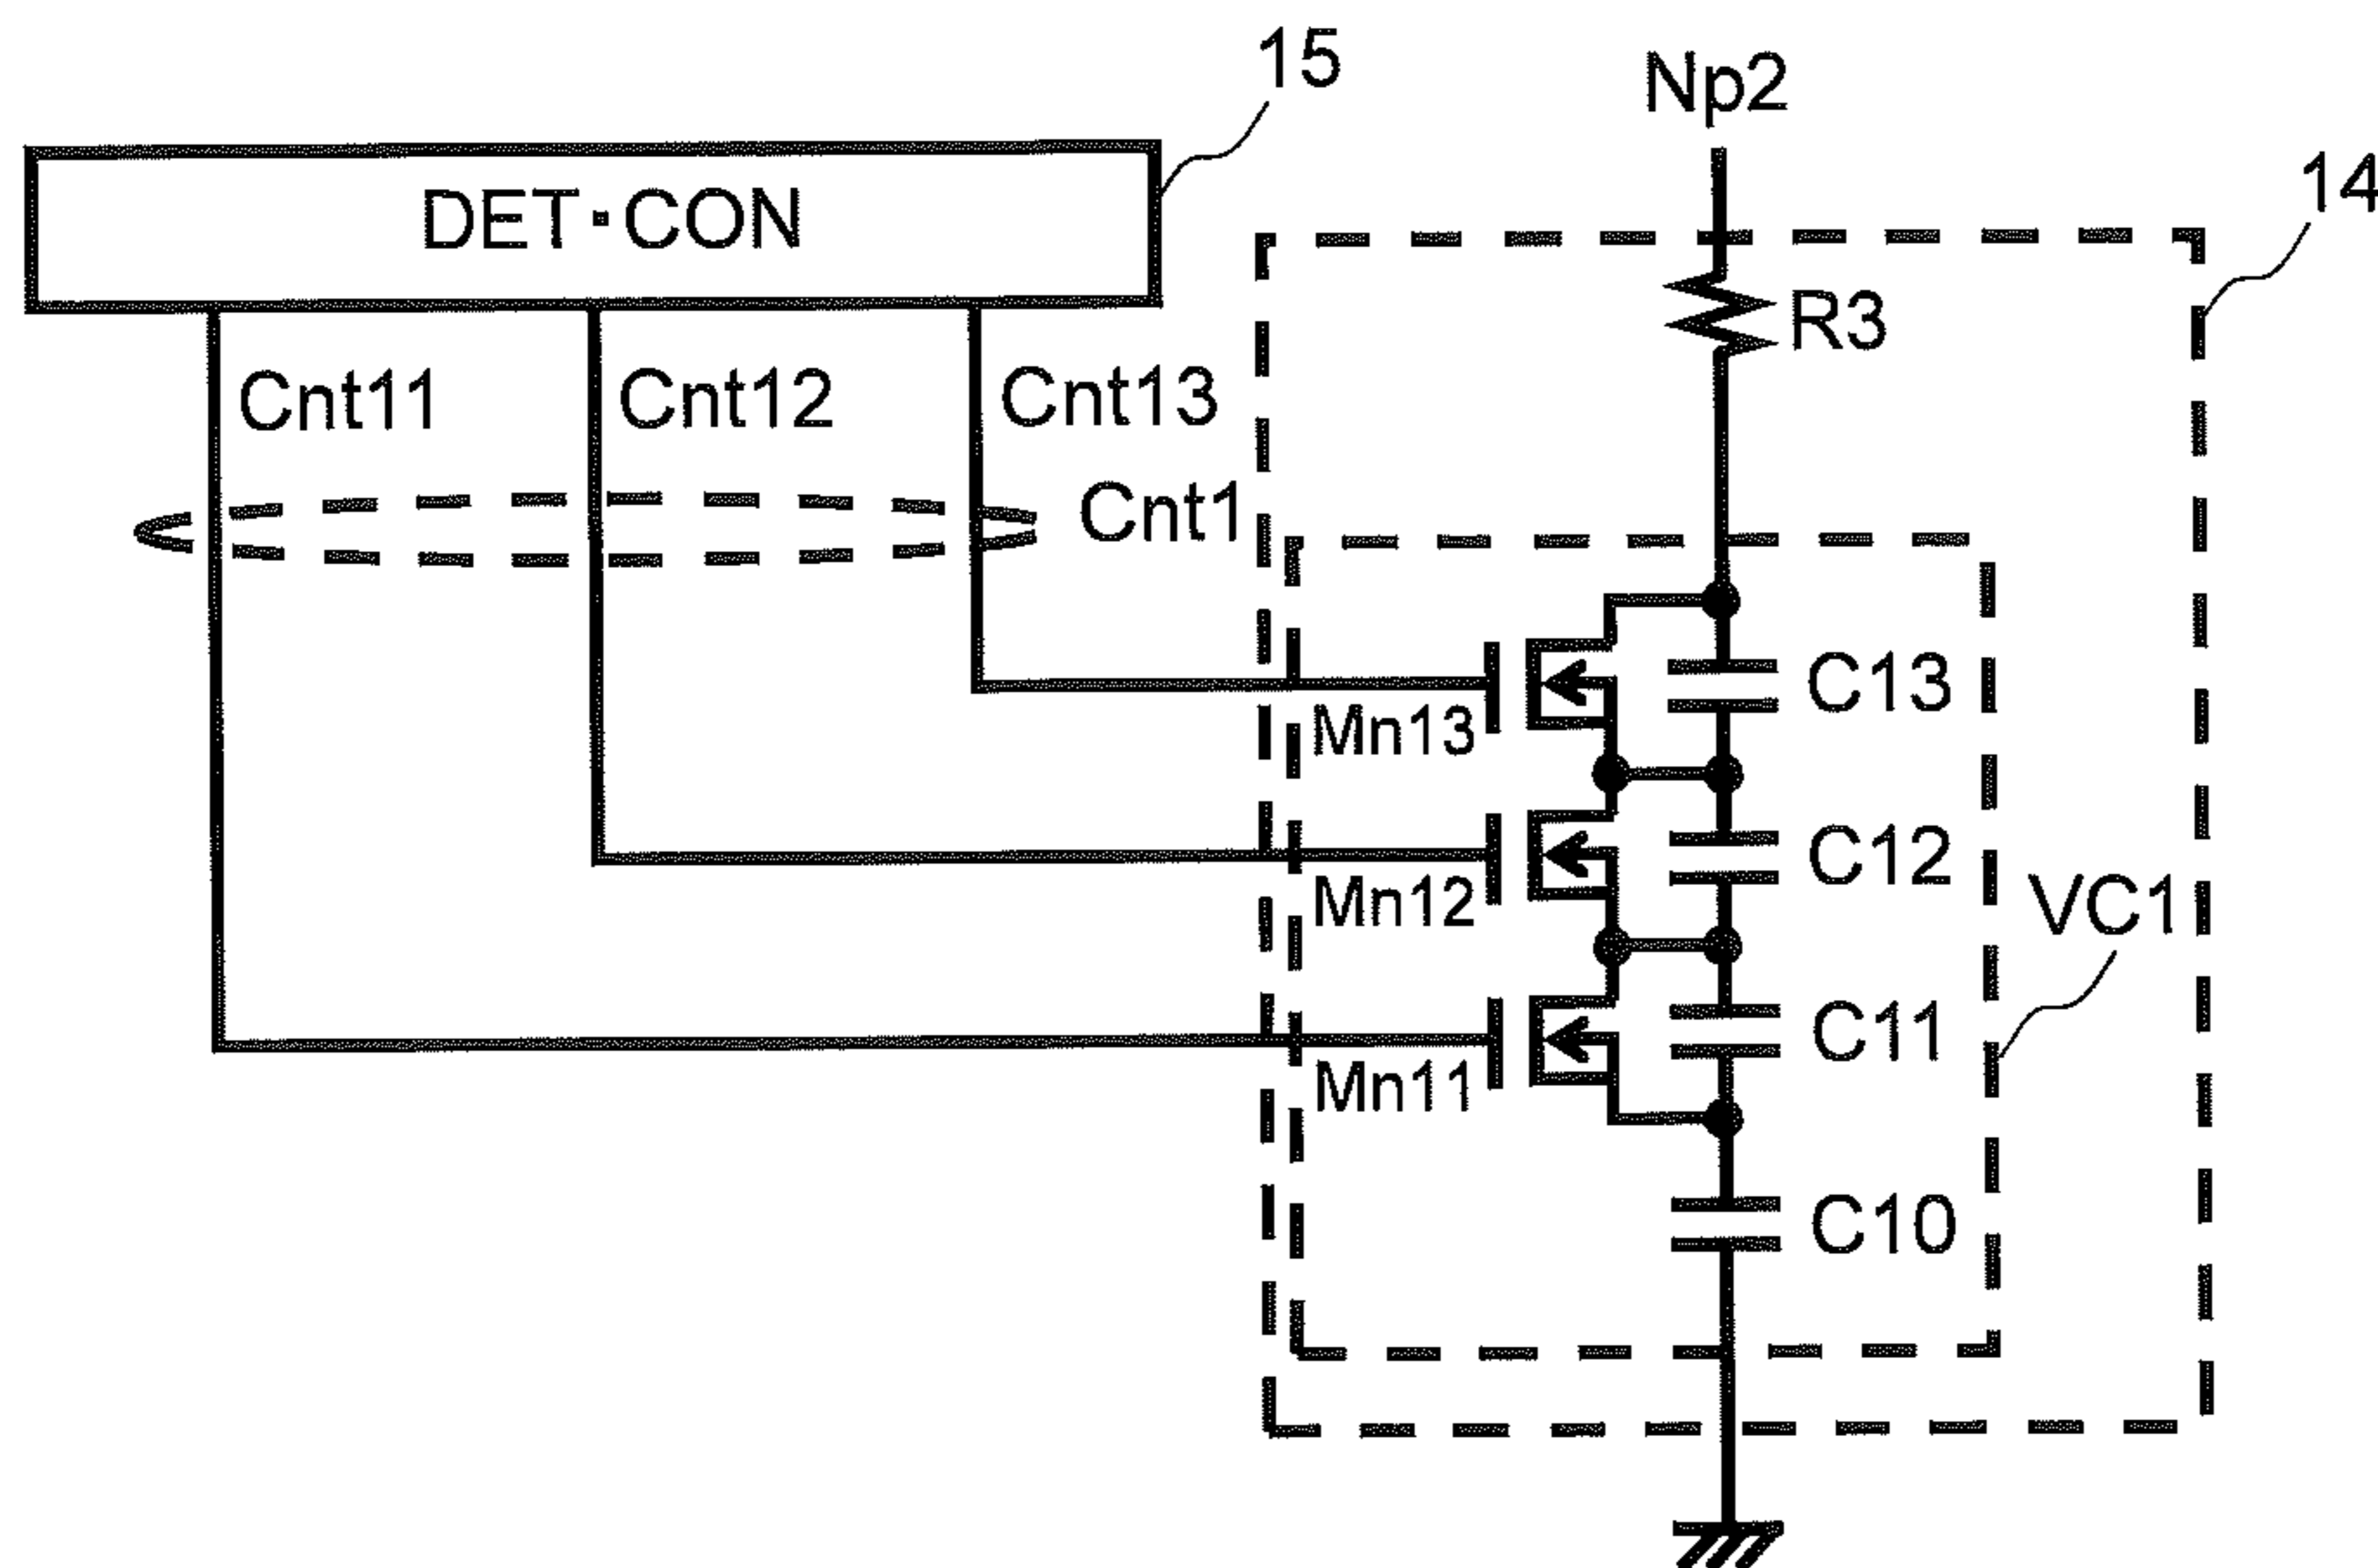 15
Np2
14
DET·CON
R3
Cnt11
Cnt12
Cnt13
Cnt1
C13
Mn13
C12
Mn12
VC1
C11
Mn11
C10